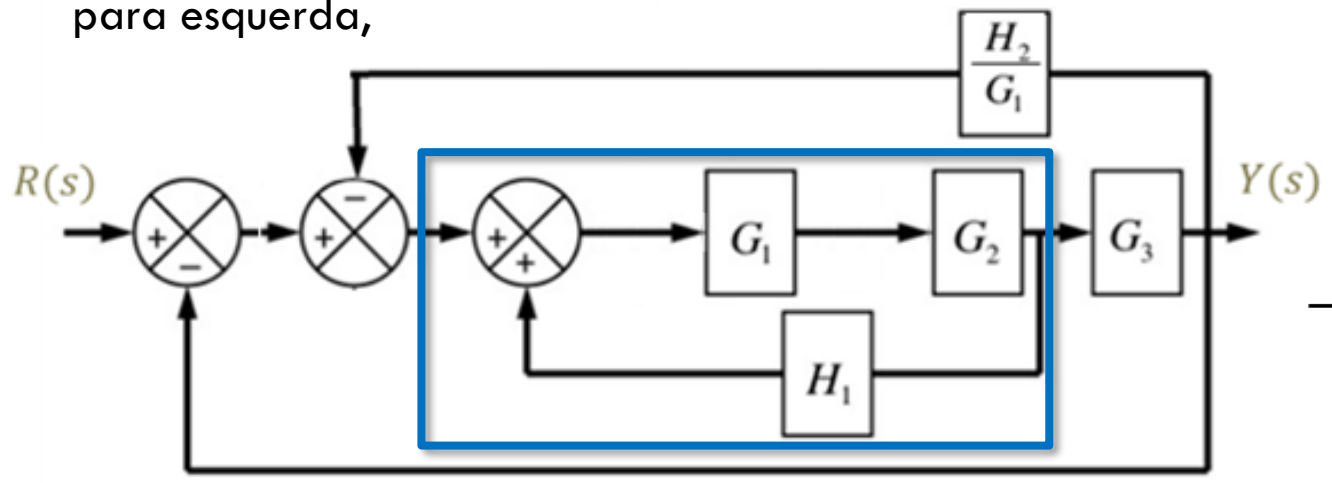 para esquerda,
H₂
G₁
R(s)
Y(s)
−
+
−
+
+
+
G₁
G₂
G₃
H₁